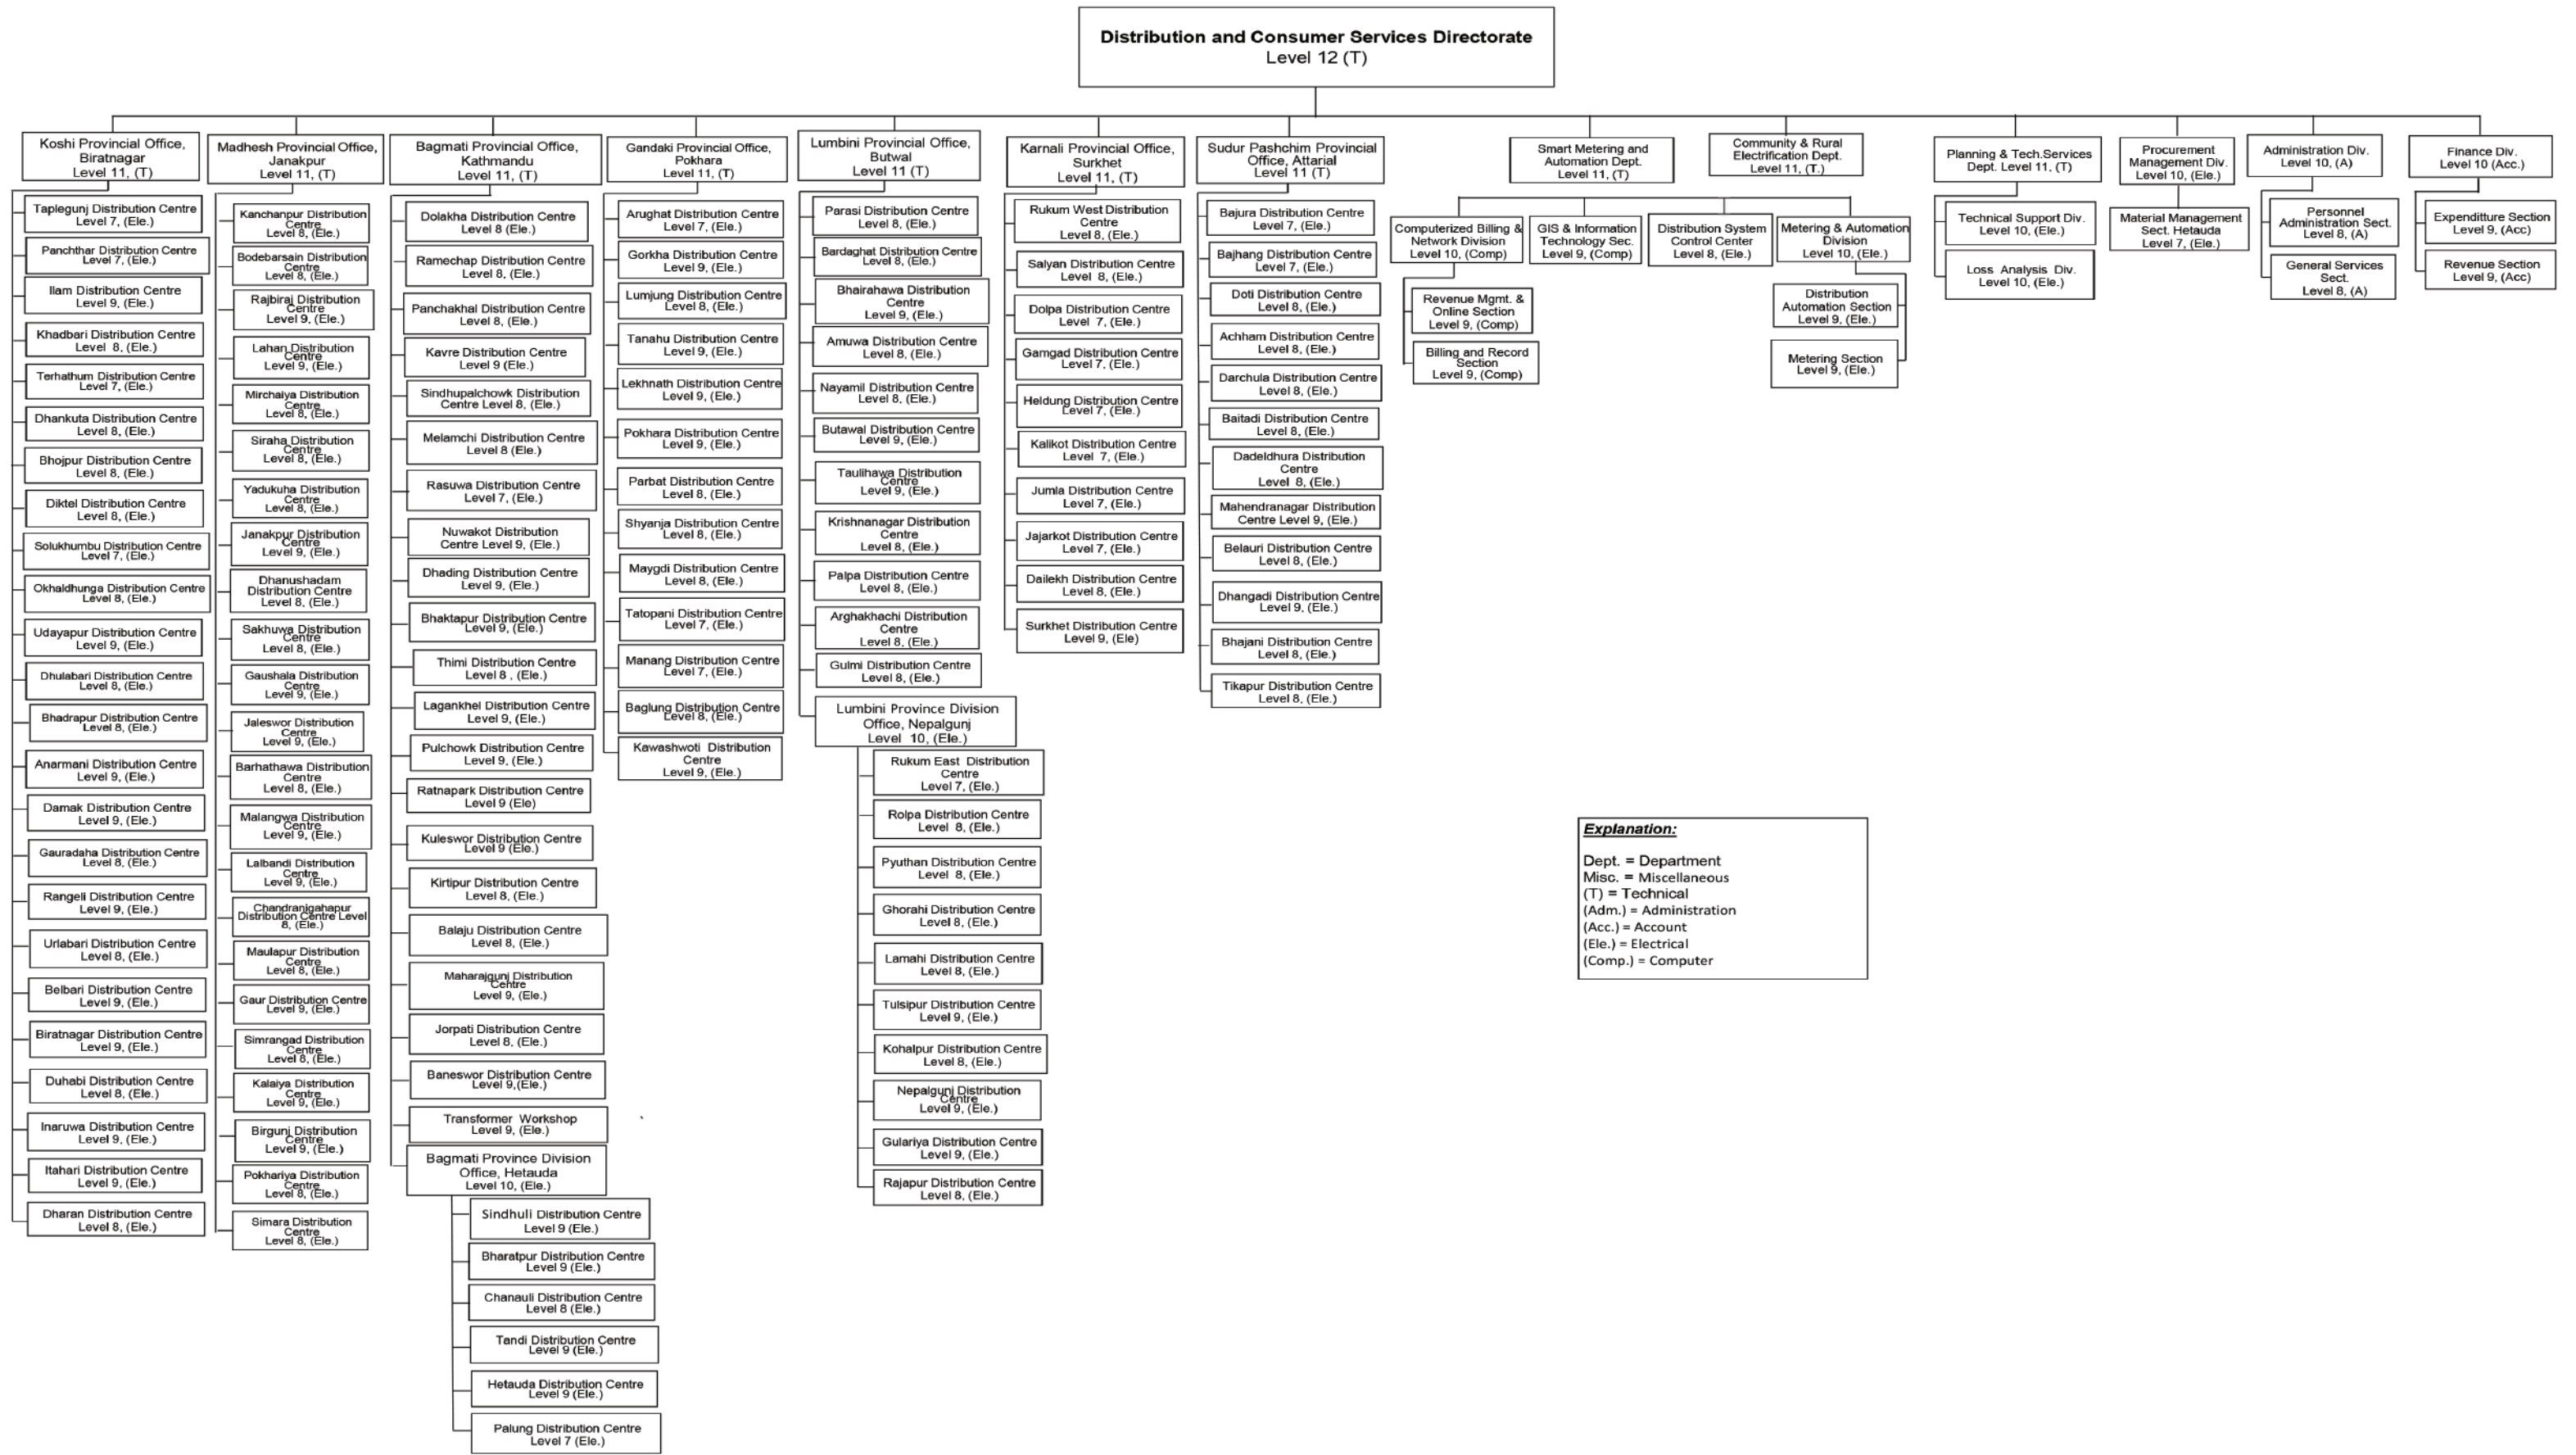 Distribution and Consumer Services Directorate
Level 12 (T)
Koshi Provincial Office,
Biratnagar
Level 11, (T)
Taplegunj Distribution Centre
Level 7, (Ele.)
Panchthar Distribution Centre
Level 7, (Ele.)
Ilam Distribution Centre
Level 9, (Ele.)
Khadbari Distribution Centre
Level 8, (Ele.)
Terhathum Distribution Centre
Level 7, (Ele.)
Dhankuta Distribution Centre
Level 8, (Ele.)
Bhojpur Distribution Centre
Level 8, (Ele.)
Diktel Distribution Centre
Level 8, (Ele.)
Solukhumbu Distribution Centre
Level 7, (Ele.)
Okhaldhunga Distribution Centre
Level 8, (Ele.)
Udayapur Distribution Centre
Level 9, (Ele.)
Dhulabari Distribution Centre
Level 8, (Ele.)
Bhadrapur Distribution Centre
Level 8, (Ele.)
Anarmani Distribution Centre
Level 9, (Ele.)
Damak Distribution Centre
Level 9, (Ele.)
Gauradaha Distribution Centre
Level 8, (Ele.)
Rangeli Distribution Centre
Level 9, (Ele.)
Urlabari Distribution Centre
Level 8, (Ele.)
Belbari Distribution Centre
Level 9, (Ele.)
Biratnagar Distribution Centre
Level 9, (Ele.)
Duhabi Distribution Centre
Level 8, (Ele.)
Inaruwa Distribution Centre
Level 9, (Ele.)
Itahari Distribution Centre
Level 9, (Ele.)
Dharan Distribution Centre
Level 8, (Ele.)
Madhesh Provincial Office,
Janakpur
Level 11, (T)
Kanchanpur Distribution
Centre
Level 8, (Ele.)
Bodebarsain Distribution
Centre
Level 8, (Ele.)
Rajbiraj Distribution
Centre
Level 9, (Ele.)
Lahan Distribution
Centre
Level 9, (Ele.)
Mirchaiya Distribution
Centre
Level 8, (Ele.)
Siraha Distribution
Centre
Level 8, (Ele.)
Yadukuha Distribution
Centre
Level 8, (Ele.)
Janakpur Distribution
Centre
Level 9, (Ele.)
Dhanushadam
Distribution Centre
Level 8, (Ele.)
Sakhuwa Distribution
Centre
Level 8, (Ele.)
Gaushala Distribution
Centre
Level 9, (Ele.)
Jaleswor Distribution
Centre
Level 9, (Ele.)
Barhathawa Distribution
Centre
Level 8, (Ele.)
Malangwa Distribution
Centre
Level 9, (Ele.)
Lalbandi Distribution
Centre
Level 9, (Ele.)
Chandranigahapur
Distribution Centre Level
8, (Ele.)
Maulapur Distribution
Centre
Level 8, (Ele.)
Gaur Distribution Centre
Level 9, (Ele.)
Simrangad Distribution
Centre
Level 8, (Ele.)
Kalaiya Distribution
Centre
Level 9, (Ele.)
Birgunj Distribution
Centre
Level 9, (Ele.)
Pokhariya Distribution
Centre
Level 8, (Ele.)
Simara Distribution
Centre
Level 8, (Ele.)
Bagmati Provincial Office,
Kathmandu
Level 11, (T)
Dolakha Distribution Centre
Level 8 (Ele.)
Ramechap Distribution Centre
Level 8, (Ele.)
Panchakhal Distribution Centre
Level 8, (Ele.)
Kavre Distribution Centre
Level 9 (Ele.)
Sindhupalchowk Distribution
Centre Level 8, (Ele.)
Melamchi Distribution Centre
Level 8 (Ele.)
Rasuwa Distribution Centre
Level 7, (Ele.)
Nuwakot Distribution
Centre Level 9, (Ele.)
Dhading Distribution Centre
Level 9, (Ele.)
Bhaktapur Distribution Centre
Level 9, (Ele.)
Thimi Distribution Centre
Level 8 , (Ele.)
Lagankhel Distribution Centre
Level 9, (Ele.)
Pulchowk Distribution Centre
Level 9, (Ele.)
Ratnapark Distribution Centre
Level 9 (Ele)
Kuleswor Distribution Centre
Level 9 (Ele.)
Kirtipur Distribution Centre
Level 8, (Ele.)
Balaju Distribution Centre
Level 8, (Ele.)
Maharajgunj Distribution
Centre
Level 9, (Ele.)
Jorpati Distribution Centre
Level 8, (Ele.)
Baneswor Distribution Centre
Level 9,(Ele.)
Transformer Workshop
Level 9, (Ele.)
Bagmati Province Division
Office, Hetauda
Level 10, (Ele.)
Sindhuli Distribution Centre
Level 9 (Ele.)
Bharatpur Distribution Centre
Level 9 (Ele.)
Chanauli Distribution Centre
Level 8 (Ele.)
Tandi Distribution Centre
Level 9 (Ele.)
Hetauda Distribution Centre
Level 9 (Ele.)
Palung Distribution Centre
Level 7 (Ele.)
Gandaki Provincial Office,
Pokhara
Level 11, (T)
Arughat Distribution Centre
Level 7, (Ele.)
Gorkha Distribution Centre
Level 9, (Ele.)
Lumjung Distribution Centre
Level 8, (Ele.)
Tanahu Distribution Centre
Level 9, (Ele.)
Lekhnath Distribution Centre
Level 9, (Ele.)
Pokhara Distribution Centre
Level 9, (Ele.)
Parbat Distribution Centre
Level 8, (Ele.)
Shyanja Distribution Centre
Level 8, (Ele.)
Maygdi Distribution Centre
Level 8, (Ele.)
Tatopani Distribution Centre
Level 7, (Ele.)
Manang Distribution Centre
Level 7, (Ele.)
Baglung Distribution Centre
Level 8, (Ele.)
Kawashwoti Distribution
Centre
Level 9, (Ele.)
Lumbini Provincial Office,
Butwal
Level 11 (T)
Parasi Distribution Centre
Level 8, (Ele.)
Bardaghat Distribution Centre
Level 8, (Ele.)
Bhairahawa Distribution
Centre
Level 9, (Ele.)
Amuwa Distribution Centre
Level 8, (Ele.)
Nayamil Distribution Centre
Level 8, (Ele.)
Butawal Distribution Centre
Level 9, (Ele.)
Taulihawa Distribution
Centre
Level 9, (Ele.)
Krishnanagar Distribution
Centre
Level 8, (Ele.)
Palpa Distribution Centre
Level 8, (Ele.)
Arghakhachi Distribution
Centre
Level 8, (Ele.)
Gulmi Distribution Centre
Level 8, (Ele.)
Lumbini Province Division
Office, Nepalgunj
Level 10, (Ele.)
Rukum East Distribution
Centre
Level 7, (Ele.)
Rolpa Distribution Centre
Level 8, (Ele.)
Pyuthan Distribution Centre
Level 8, (Ele.)
Ghorahi Distribution Centre
Level 8, (Ele.)
Lamahi Distribution Centre
Level 8, (Ele.)
Tulsipur Distribution Centre
Level 9, (Ele.)
Kohalpur Distribution Centre
Level 8, (Ele.)
Nepalgunj Distribution
Centre
Level 9, (Ele.)
Gulariya Distribution Centre
Level 9, (Ele.)
Rajapur Distribution Centre
Level 8, (Ele.)
Karnali Provincial Office,
Surkhet
Level 11, (T)
Rukum West Distribution
Centre
Level 8, (Ele.)
Salyan Distribution Centre
Level 8, (Ele.)
Dolpa Distribution Centre
Level 7, (Ele.)
Gamgad Distribution Centre
Level 7, (Ele.)
Heldung Distribution Centre
Level 7, (Ele.)
Kalikot Distribution Centre
Level 7, (Ele.)
Jumla Distribution Centre
Level 7, (Ele.)
Jajarkot Distribution Centre
Level 7, (Ele.)
Dailekh Distribution Centre
Level 8, (Ele.)
Surkhet Distribution Centre
Level 9, (Ele)
Sudur Pashchim Provincial
Office, Attarial
Level 11 (T)
Bajura Distribution Centre
Level 7, (Ele.)
Bajhang Distribution Centre
Level 7, (Ele.)
Doti Distribution Centre
Level 8, (Ele.)
Achham Distribution Centre
Level 8, (Ele.)
Darchula Distribution Centre
Level 8, (Ele.)
Baitadi Distribution Centre
Level 8, (Ele.)
Dadeldhura Distribution
Centre
Level 8, (Ele.)
Mahendranagar Distribution
Centre Level 9, (Ele.)
Belauri Distribution Centre
Level 8, (Ele.)
Dhangadi Distribution Centre
Level 9, (Ele.)
Bhajani Distribution Centre
Level 8, (Ele.)
Tikapur Distribution Centre
Level 8, (Ele.)
Smart Metering and
Automation Dept.
Level 11, (T)
Computerized Billing &
Network Division
Level 10, (Comp)
Revenue Mgmt. &
Online Section
Level 9, (Comp)
Billing and Record
Section
Level 9, (Comp)
GIS & Information
Technology Sec.
Level 9, (Comp)
Distribution System
Control Center
Level 8, (Ele.)
Metering & Automation
Division
Level 10, (Ele.)
Distribution
Automation Section
Level 9, (Ele.)
Metering Section
Level 9, (Ele.)
Community & Rural
Electrification Dept.
Level 11, (T.)
Planning & Tech.Services
Dept. Level 11, (T)
Technical Support Div.
Level 10, (Ele.)
Loss Analysis Div.
Level 10, (Ele.)
Procurement
Management Div.
Level 10, (Ele.)
Material Management
Sect. Hetauda
Level 7, (Ele.)
Administration Div.
Level 10, (A)
Personnel
Administration Sect.
Level 8, (A)
General Services
Sect.
Level 8, (A)
Finance Div.
Level 10 (Acc.)
Expenditture Section
Level 9, (Acc)
Revenue Section
Level 9, (Acc)
Explanation:
Dept. = Department
Misc. = Miscellaneous
(T) = Technical
(Adm.) = Administration
(Acc.) = Account
(Ele.) = Electrical
(Comp.) = Computer